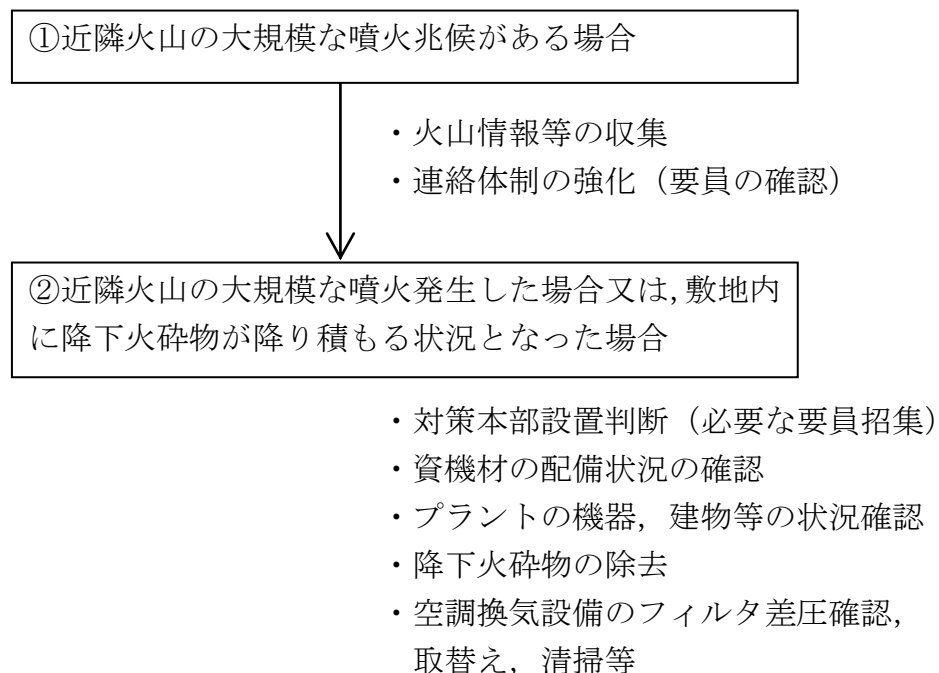 ①近隣火山の大規模な噴火兆候がある場合
・火山情報等の収集
・連絡体制の強化（要員の確認）
②近隣火山の大規模な噴火発生した場合又は,敷地内
に降下火砕物が降り積もる状況となった場合
・対策本部設置判断（必要な要員招集）
・資機材の配備状況の確認
・プラントの機器，建物等の状況確認
・降下火砕物の除去
・空調換気設備のフィルタ差圧確認，
取替え，清掃等